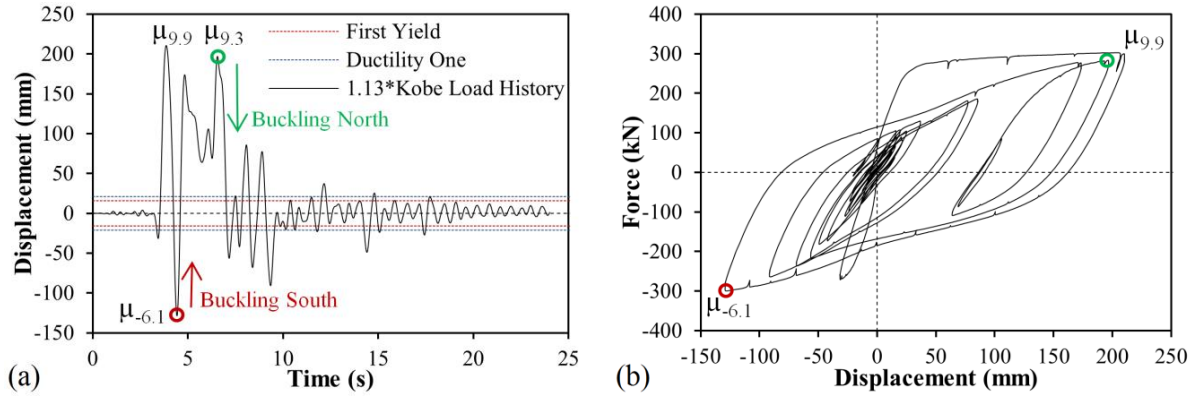 μ9.9 μ9.3
First Yield
Ductility One
1.13*Kobe Load History
Buckling North
Buckling South
μ-6.1
Displacement (mm)
250
200
150
100
50
0
-50
-100
-150
0 5 10 15 20 25
(a) Time (s)
μ9.9
μ-6.1
Force (kN)
400
300
200
100
0
-100
-200
-300
-400
-150 -100 -50 0 50 100 150 200 250
(b) Displacement (mm)